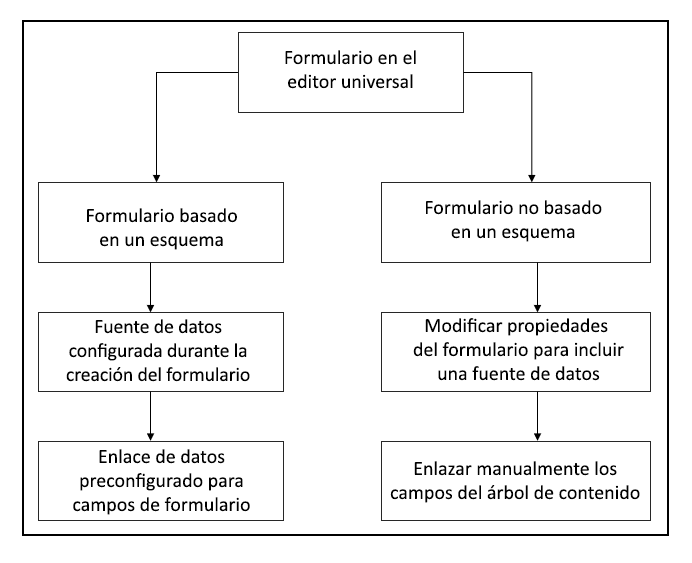 Formulario en el
editor universal
Formulario basado
en un esquema
Formulario no basado
en un esquema
Fuente de datos
configurada durante la
creación del formulario
Modificar propiedades
del formulario para incluir
una fuente de datos
Enlace de datos
preconfigurado para
campos de formulario
Enlazar manualmente los
campos del árbol de contenido